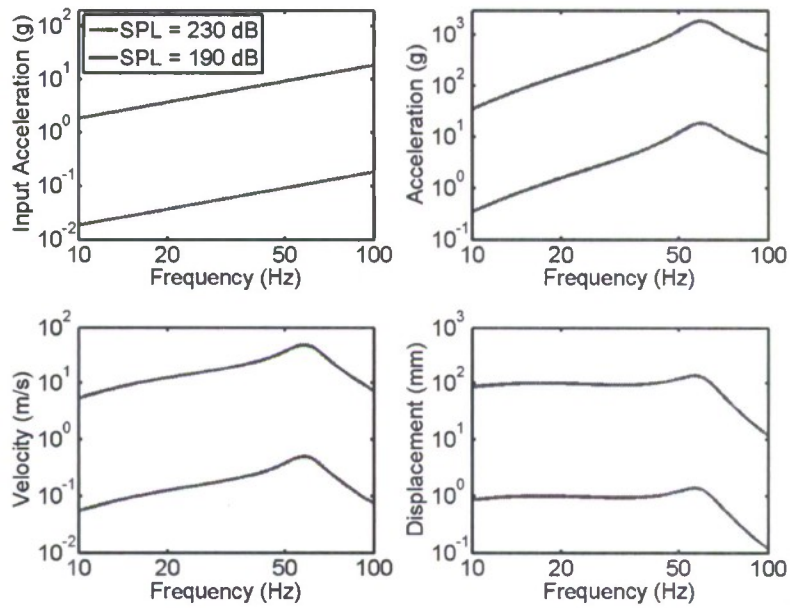 Input Acceleration (g)
10^2
10^1
10^0
10^-1
10^-2
SPL = 230 dB
SPL = 190 dB
10 20 50 100
Frequency (Hz)
Acceleration (g)
10^3
10^2
10^1
10^0
10^-1
10 20 50 100
Frequency (Hz)
Velocity (m/s)
10^2
10^1
10^0
10^-1
10^-2
10 20 50 100
Frequency (Hz)
Displacement (mm)
10^3
10^2
10^1
10^0
10^-1
10 20 50 100
Frequency (Hz)